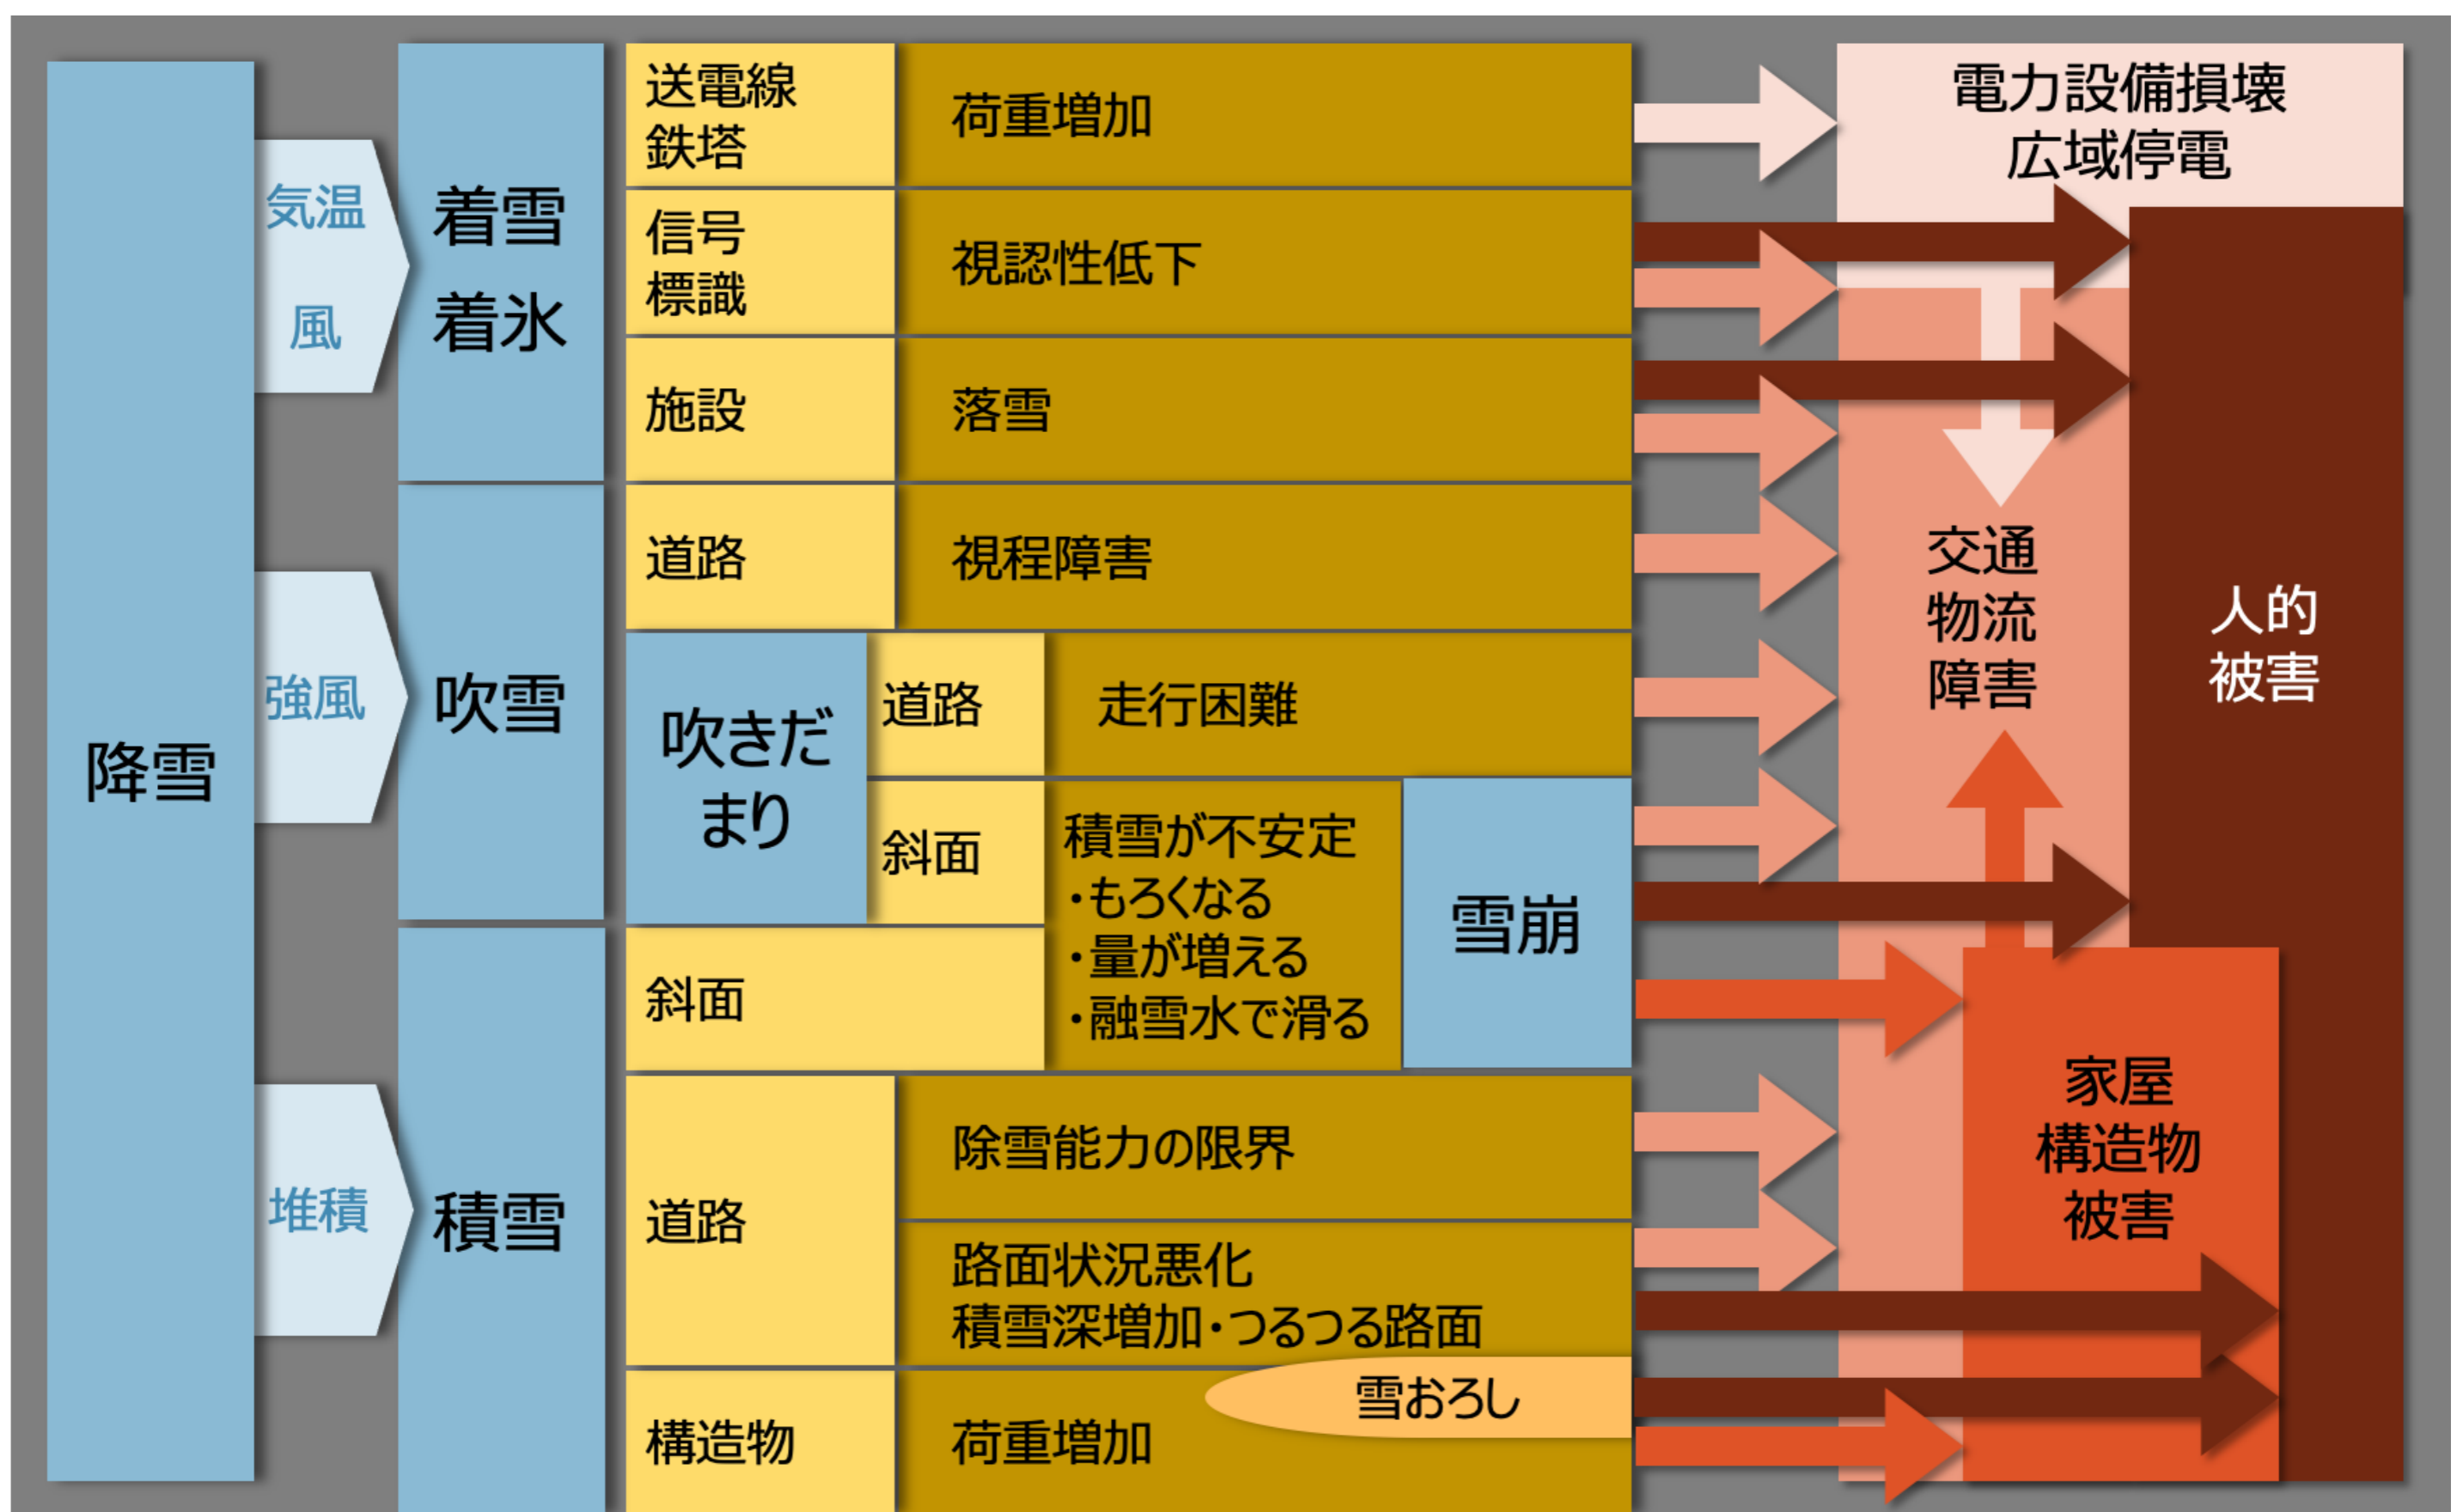 降雪
気温
風
強風
堆積
着雪
着氷
吹雪
積雪
送電線
鉄塔
荷重増加
信号
標識
視認性低下
施設
落雪
道路
視程障害
吹きだ
まり
道路
走行困難
斜面
積雪が不安定
・もろくなる
・量が増える
・融雪水で滑る
雪崩
斜面
道路
除雪能力の限界
路面状況悪化
積雪深増加・つるつる路面
雪おろし
構造物
荷重増加
電力設備損壊
広域停電
交通
物流
障害
人的
被害
家屋
構造物
被害